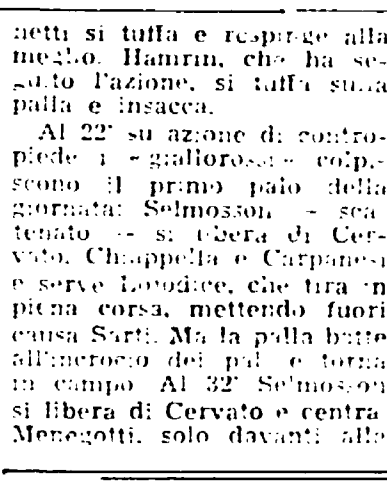 netti si tuffa e respinge alla
meglio. Hamrin, che ha se-
guito l'azione, si tuffa sulla
palla e insacca.
Al 22' su azione di contro-
piede i « giallorossi » colpi-
scono il primo palo della
giornata: Selmosson - sca-
tenato - si libera di Cer-
vato, Chiappella e Carpanesi
e serve Lojodice, che tira in
piena corsa, mettendo fuori
causa Sarti. Ma la palla batte
all'incrocio dei pali e torna
in campo. Al 32' Selmosson
si libera di Cervato e centra
Menegotti, solo davanti alla